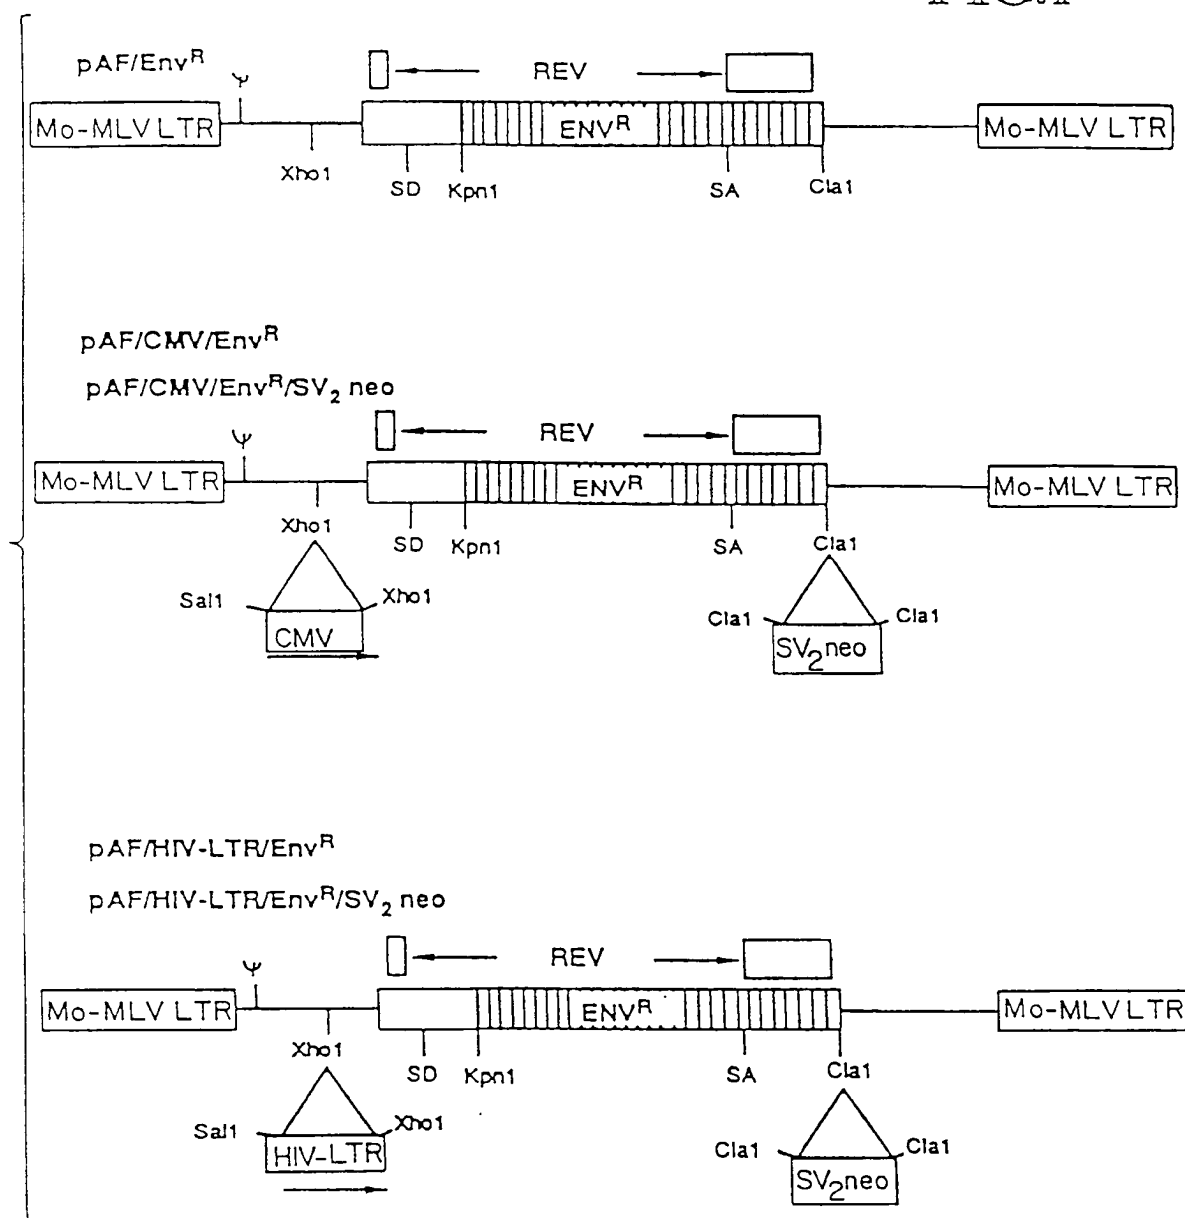 pAF/Env^R
REV
Mo-MLV LTR ψ ENV^R Mo-MLV LTR
Xho1 SD Kpn1 SA Cla1
pAF/CMV/Env^R
pAF/CMV/Env^R/SV₂ neo
REV
Mo-MLV LTR ψ ENV^R Mo-MLV LTR
Xho1 SD Kpn1 SA Cla1
Sal1 Xho1 Cla1 Cla1
CMV SV₂neo
pAF/HIV-LTR/Env^R
pAF/HIV-LTR/Env^R/SV₂ neo
REV
Mo-MLV LTR ψ ENV^R Mo-MLV LTR
Xho1 SD Kpn1 SA Cla1
Sal1 Xho1 Cla1 Cla1
HIV-LTR SV₂neo